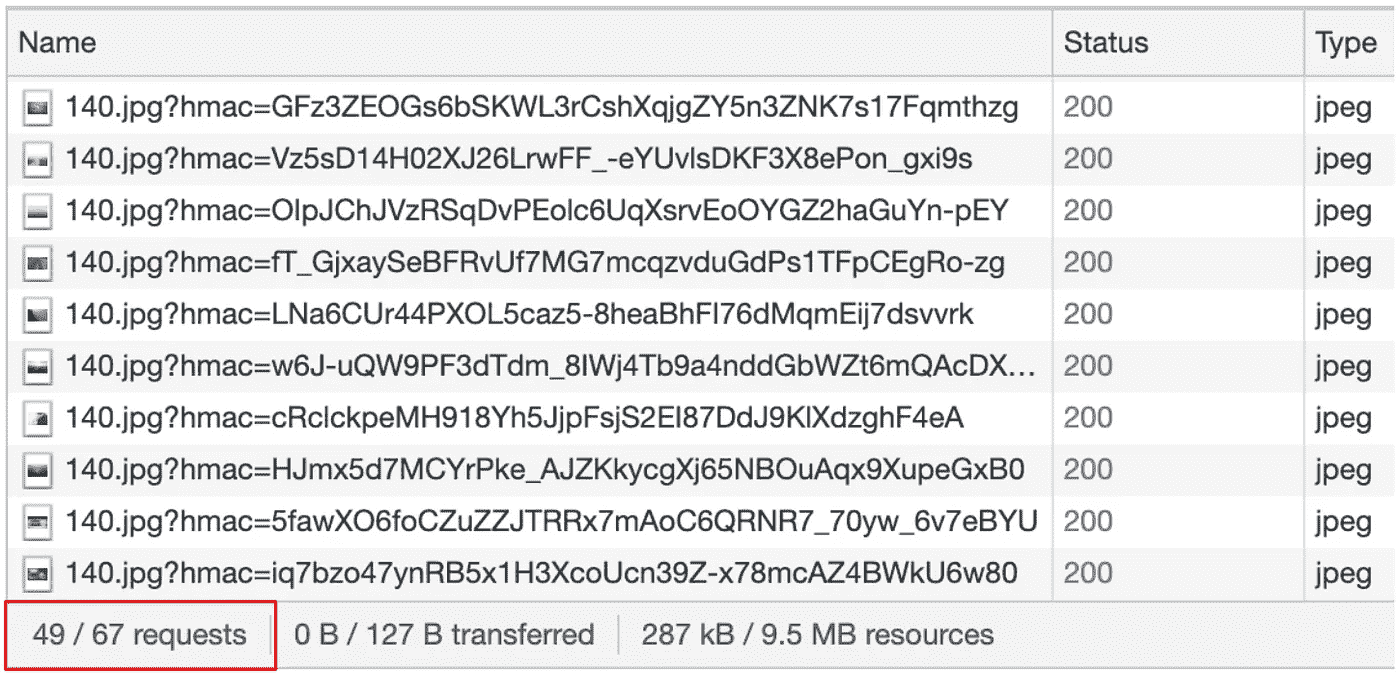 Name Status Type
140.jpg?hmac=GFz3ZEOGs6bSKWL3rCshXqjgZY5n3ZNK7s17Fqmthzg 200 jpeg
140.jpg?hmac=Vz5sD14H02XJ26LrwFF_-eYUvlsDKF3X8ePon_gxi9s 200 jpeg
140.jpg?hmac=OIpJChJVzRSqDvPEolc6UqXsrvEoOYGZ2haGuYn-pEY 200 jpeg
140.jpg?hmac=fT_GjxaySeBFRvUf7MG7mcqzvduGdPs1TFpCEgRo-zg 200 jpeg
140.jpg?hmac=LNa6CUr44PXOL5caz5-8heaBhFI76dMqmEij7dsvvrk 200 jpeg
140.jpg?hmac=w6J-uQW9PF3dTdm_8IWj4Tb9a4nddGbWZt6mQAcDX... 200 jpeg
140.jpg?hmac=cRclckpeMH918Yh5JjpFsjS2EI87DdJ9KlXdzghF4eA 200 jpeg
140.jpg?hmac=HJmx5d7MCYrPke_AJZKkycgXj65NBOuAqx9XupeGxB0 200 jpeg
140.jpg?hmac=5fawXO6foCZuZZJTRRx7mAoC6QRNR7_70yw_6v7eBYU 200 jpeg
140.jpg?hmac=iq7bzo47ynRB5x1H3XcoUcn39Z-x78mcAZ4BWkU6w80 200 jpeg
49 / 67 requests 0 B / 127 B transferred 287 kB / 9.5 MB resources